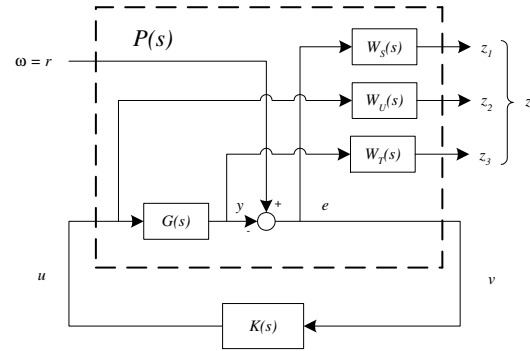 P(s)
W_S(s)
z_1
ω = r
W_U(s)
z_2
z
W_T(s)
z_3
y
+
e
G(s)
-
u
v
K(s)